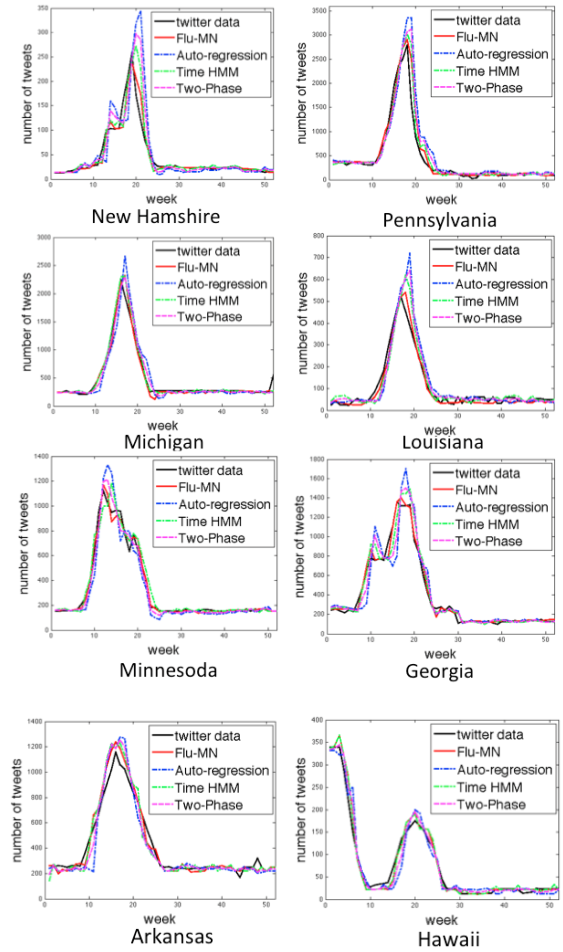 350
300
250
200
150
100
50
0
number of tweets
twitter data
Flu-MN
Auto-regression
Time HMM
Two-Phase
0 10 20 30 40 50
week
New Hamshire
3500
3000
2500
2000
1500
1000
500
0
number of tweets
twitter data
Flu-MN
Auto-regression
Time HMM
Two-Phase
0 10 20 30 40 50
week
Pennsylvania
3000
2500
2000
1500
1000
500
0
number of tweets
twitter data
Flu-MN
Auto-regression
Time HMM
Two-Phase
0 10 20 30 40 50
week
Michigan
800
700
600
500
400
300
200
100
0
number of tweets
twitter data
Flu-MN
Auto-regression
Time HMM
Two-Phase
0 10 20 30 40 50
week
Louisiana
1400
1200
1000
800
600
400
200
0
number of tweets
twitter data
Flu-MN
Auto-regression
Time HMM
Two-Phase
0 10 20 30 40 50
week
Minnesoda
1800
1600
1400
1200
1000
800
600
400
200
0
number of tweets
twitter data
Flu-MN
Auto-regression
Time HMM
Two-Phase
0 10 20 30 40 50
week
Georgia
1400
1200
1000
800
600
400
200
0
number of tweets
twitter data
Flu-MN
Auto-regression
Time HMM
Two-Phase
0 10 20 30 40 50
week
Arkansas
400
350
300
250
200
150
100
50
0
number of tweets
twitter data
Flu-MN
Auto-regression
Time HMM
Two-Phase
0 10 20 30 40 50
week
Hawaii